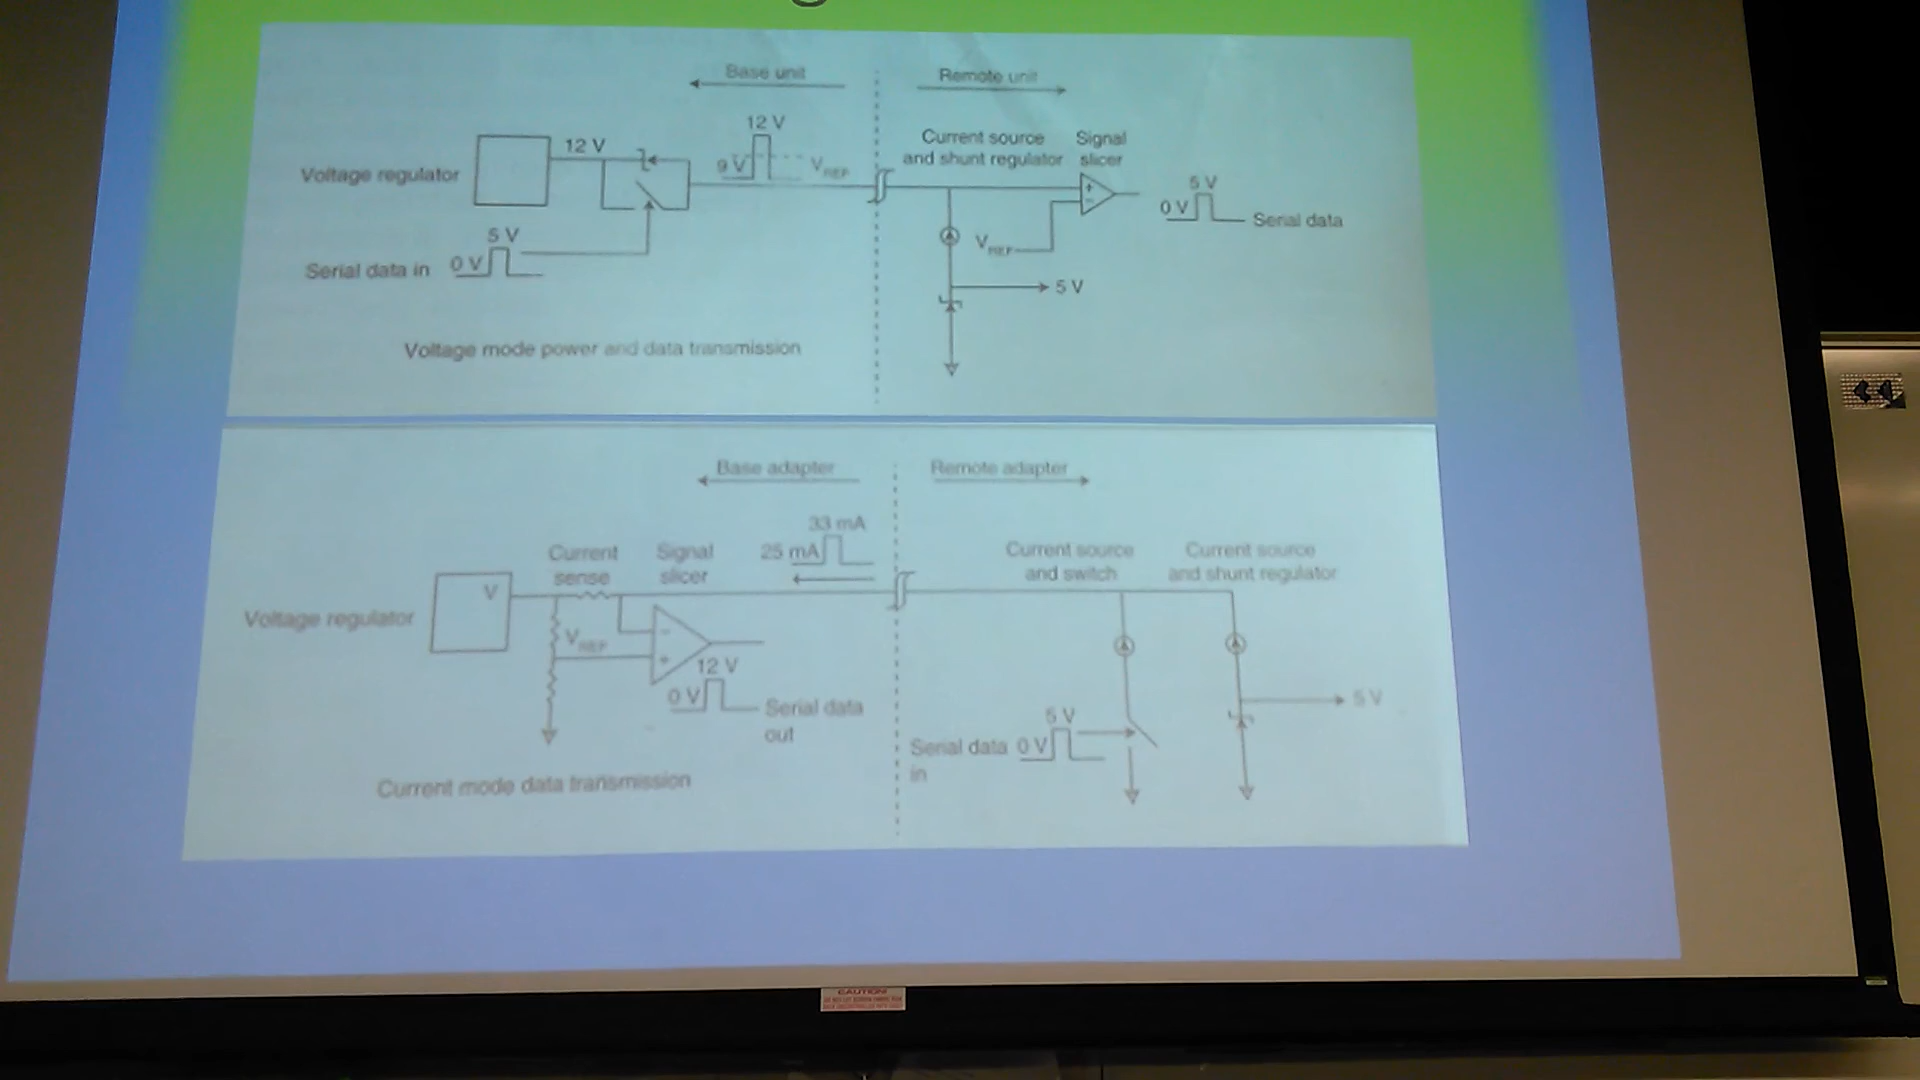 Base unit
Remote unit
12 V
12 V
Current source
and shunt regulator
Signal
slicer
Voltage regulator
9 V
VREF
5 V
0 V
Serial data
5 V
Serial data in
0 V
VREF
5 V
Voltage mode power and data transmission
Base adapter
Remote adapter
33 mA
25 mA
Current
sense
Signal
slicer
Current source
and switch
Current source
and shunt regulator
V
Voltage regulator
VREF
12 V
0 V
Serial data
out
5 V
5 V
Serial data
in
0 V
Current mode data transmission
CAUTION